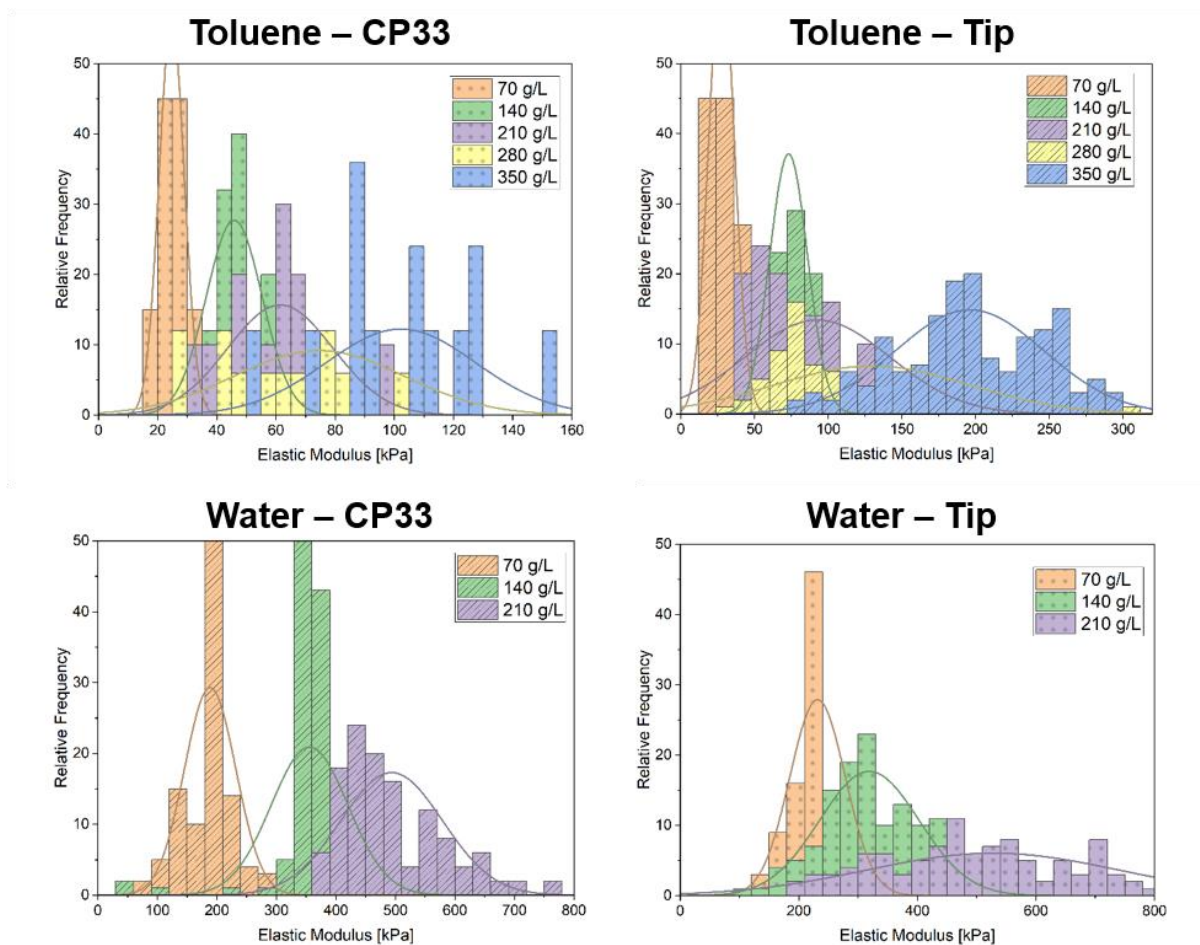 Toluene – CP33
50
40
30
20
10
0
Relative Frequency
70 g/L
140 g/L
210 g/L
280 g/L
350 g/L
0 20 40 60 80 100 120 140 160
Elastic Modulus [kPa]
Toluene – Tip
50
40
30
20
10
0
Relative Frequency
70 g/L
140 g/L
210 g/L
280 g/L
350 g/L
0 50 100 150 200 250 300
Elastic Modulus [kPa]
Water – CP33
50
40
30
20
10
0
Relative Frequency
70 g/L
140 g/L
210 g/L
0 100 200 300 400 500 600 700 800
Elastic Modulus [kPa]
Water – Tip
50
40
30
20
10
0
Relative Frequency
70 g/L
140 g/L
210 g/L
0 200 400 600 800
Elastic Modulus [kPa]